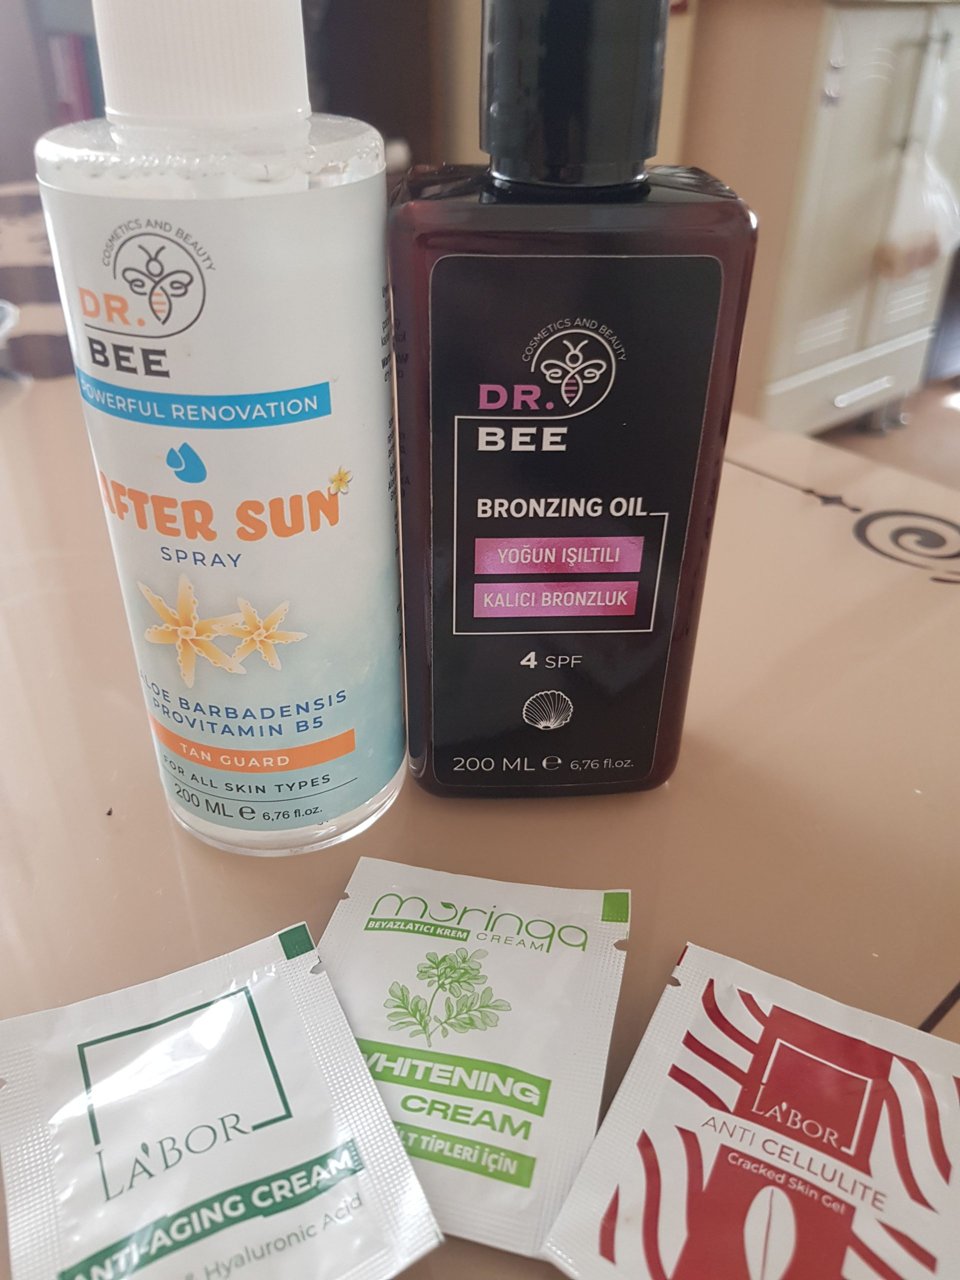 COSMETICS AND BEAUTY
DR.
BEE
POWERFUL RENOVATION
AFTER SUN
SPRAY
ALOE BARBADENSIS
PROVITAMIN B5
TAN GUARD
FOR ALL SKIN TYPES
200 ML e 6,76 fl.oz.
COSMETICS AND BEAUTY
DR.
BEE
BRONZING OIL
YOĞUN IŞILTILI
KALICI BRONZLUK
4 SPF
200 ML e 6,76 fl.oz.
LA'BOR
ANTI-AGING CREAM
& Hyaluronic Acid
moringa
BEYAZLATICI KREM
CREAM
WHITENING
CREAM
TİPLERİ İÇİN
LA'BOR
ANTI CELLULITE
Cracked Skin Gel